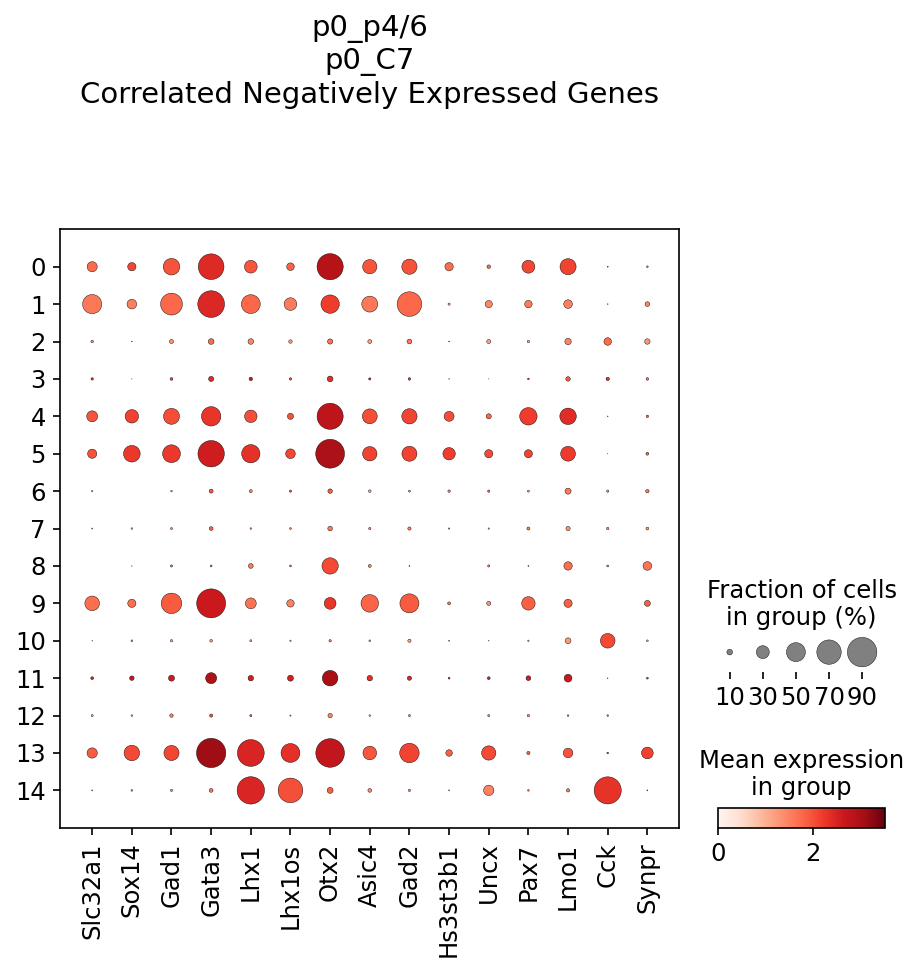 p0_p4/6
p0_C7
Correlated Negatively Expressed Genes
0
1
2
3
4
5
6
7
8
9
10
11
12
13
14
Slc32a1
Sox14
Gad1
Gata3
Lhx1
Lhx1os
Otx2
Asic4
Gad2
Hs3st3b1
Uncx
Pax7
Lmo1
Cck
Synpr
Fraction of cells
in group (%)
10 30 50 70 90
Mean expression
in group
0 2